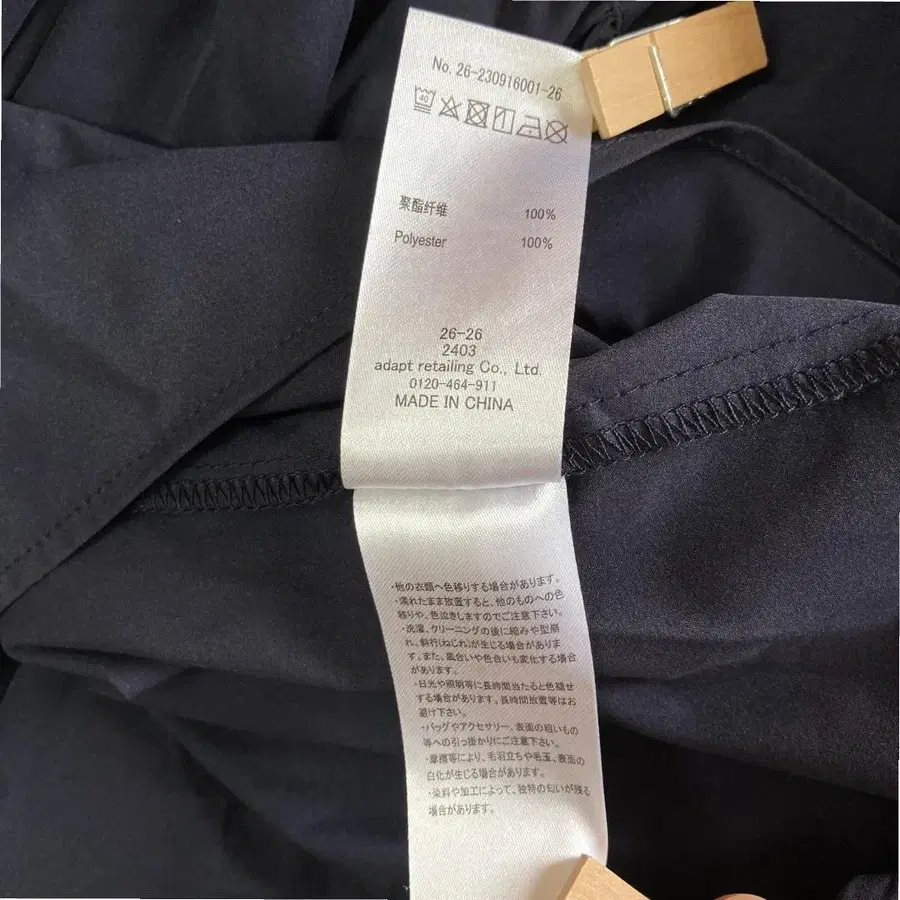 No. 26-230916001-26
40
聚酯纤维 100%
Polyester 100%
26-26
2403
adapt retailing Co., Ltd.
0120-464-911
MADE IN CHINA
・他の衣類へ色移りする場合があります。
・濡れたまま放置すると、他のものへの色
移りや、色泣きしますのでご注意下さい。
・洗濯、クリーニングの後に縮みや型崩
れ、斜行(ねじれ)が生じる場合がありま
す。また、風合いや色合いも変化する場合
があります。
・日光や照明等に長時間当たると色褪せ
する場合があります。長時間放置等はお
避け下さい。
・バッグやアクセサリー、表面の粗いもの
等への引っ掛かりにご注意下さい。
・摩擦等により、毛羽立ちや毛玉、表面の
白化が生じる場合があります。
・染料や加工によって、独特の匂いが残る
場合があります。